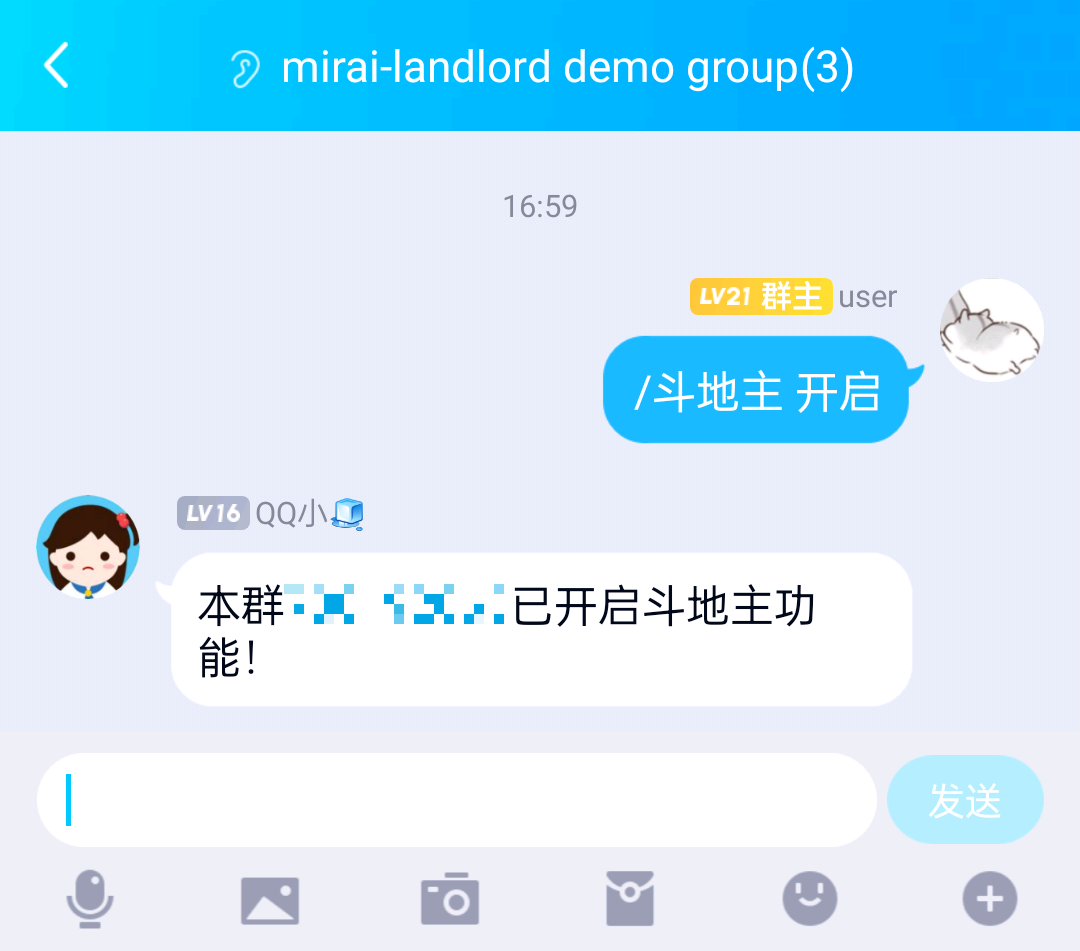 mirai-landlord demo group(3)
16:59
LV21 群主 user
/斗地主 开启
LV16 QQ小
本群 已开启斗地主功
能！
发送